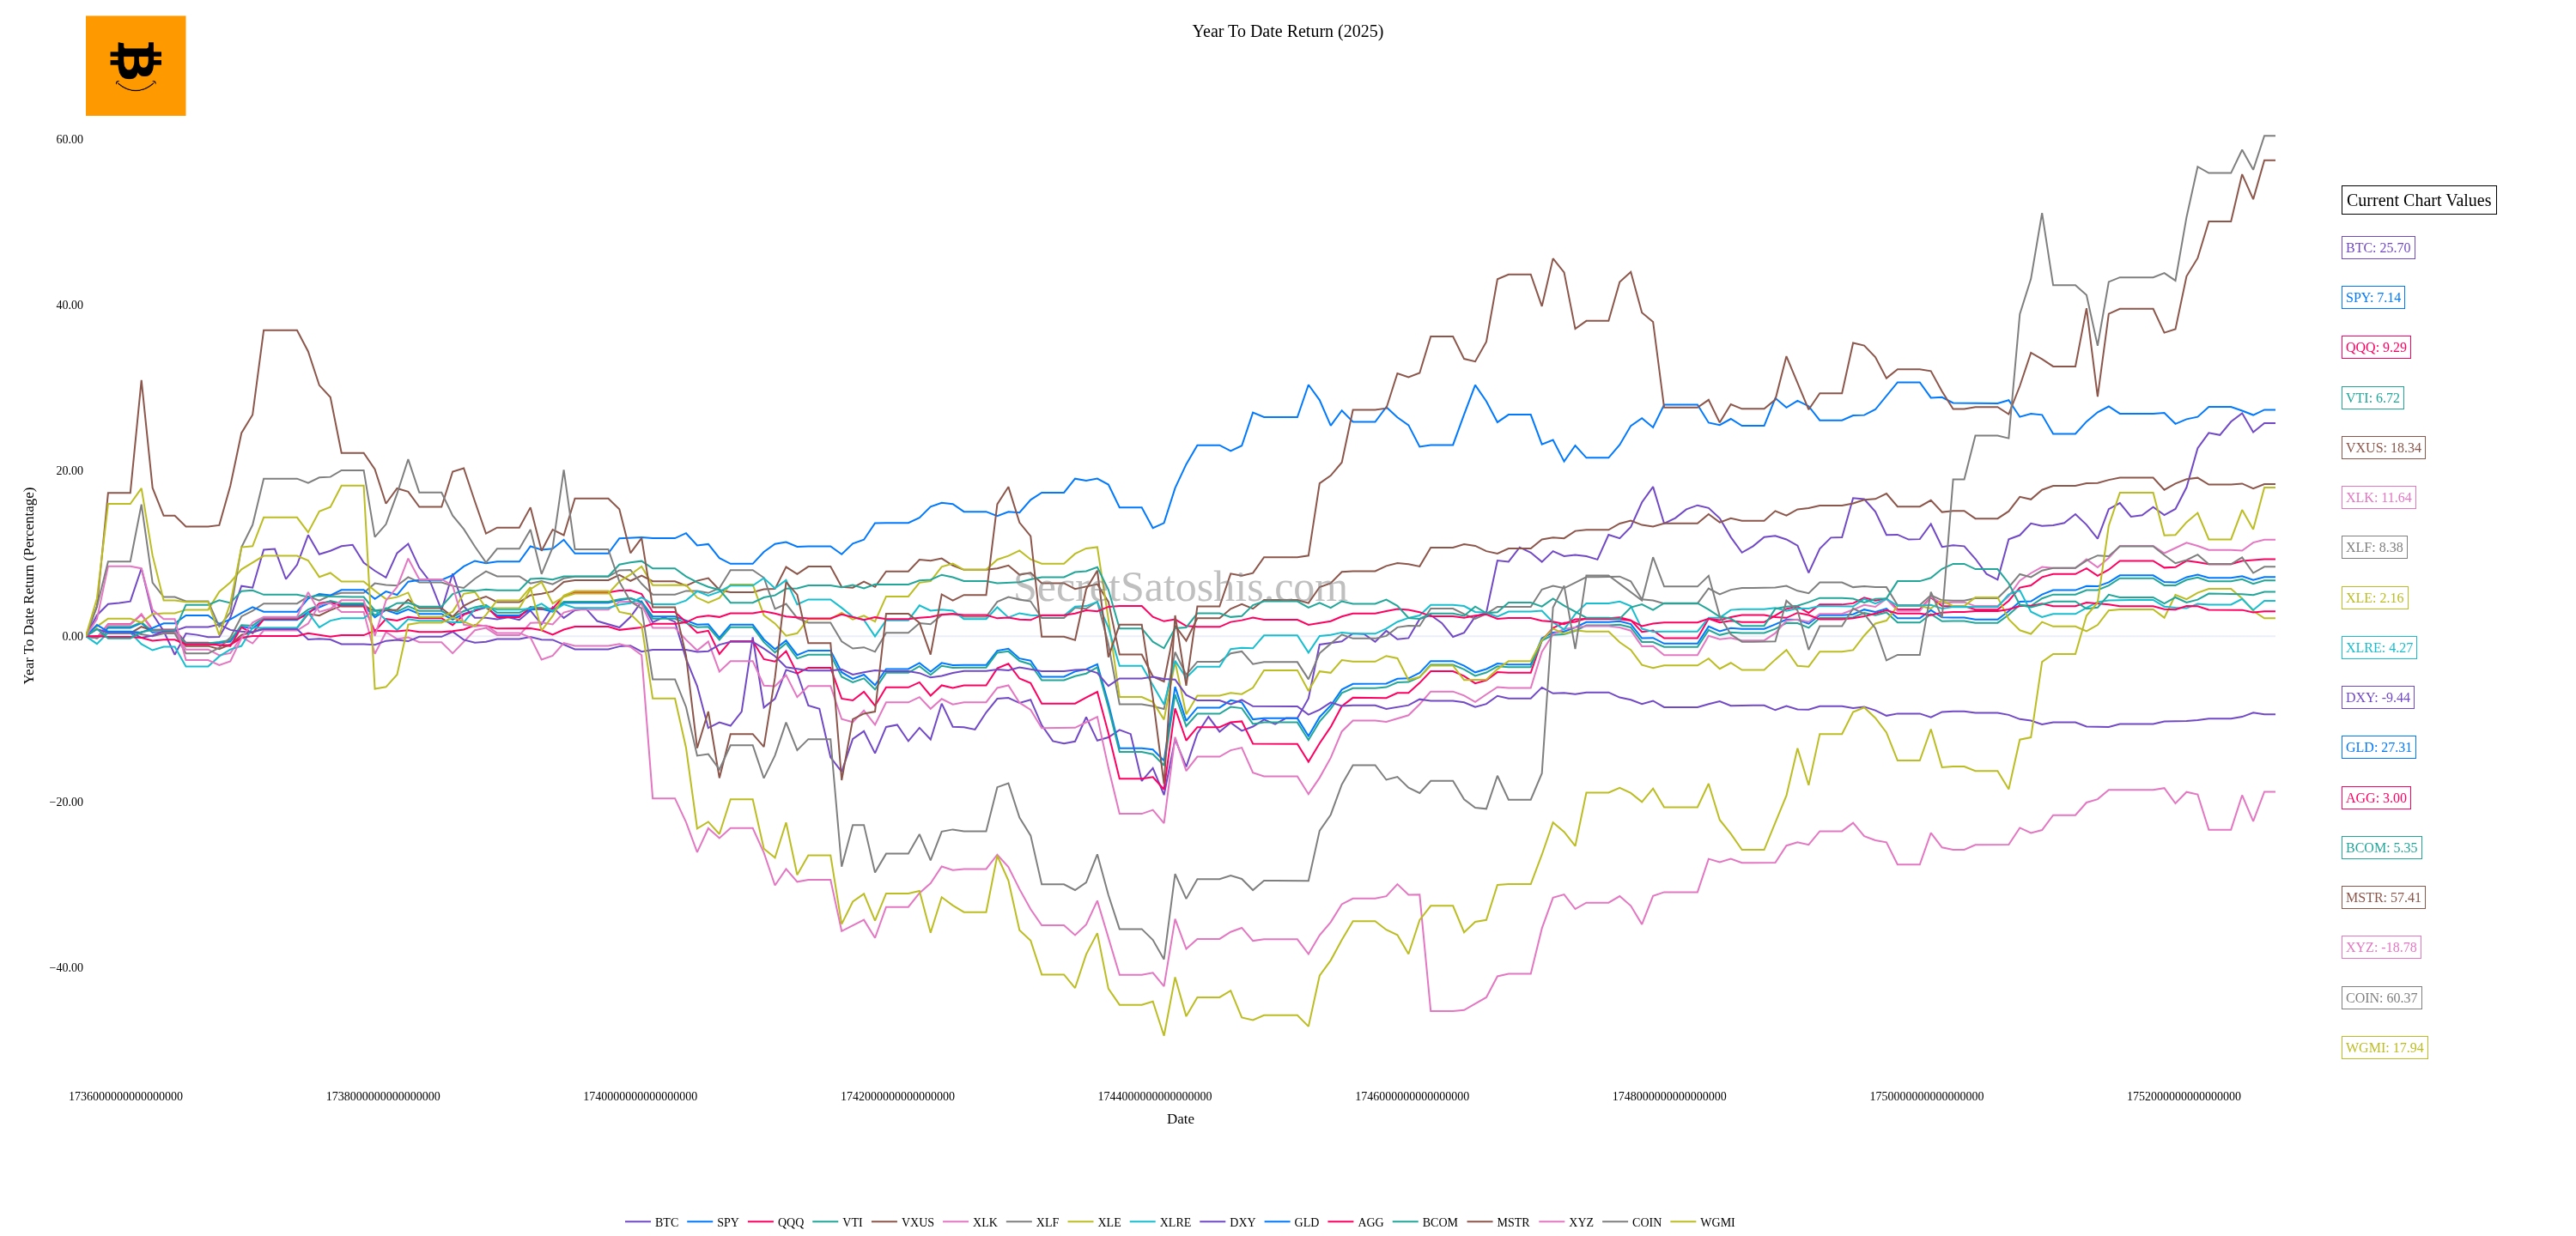 Year To Date Return (2025)
60.00
40.00
20.00
0.00
−20.00
−40.00
Year To Date Return (Percentage)
SecretSatoshis.com
1736000000000000000
1738000000000000000
1740000000000000000
1742000000000000000
1744000000000000000
1746000000000000000
1748000000000000000
1750000000000000000
1752000000000000000
Date
Current Chart Values
BTC: 25.70
SPY: 7.14
QQQ: 9.29
VTI: 6.72
VXUS: 18.34
XLK: 11.64
XLF: 8.38
XLE: 2.16
XLRE: 4.27
DXY: -9.44
GLD: 27.31
AGG: 3.00
BCOM: 5.35
MSTR: 57.41
XYZ: -18.78
COIN: 60.37
WGMI: 17.94
BTC SPY QQQ VTI VXUS XLK XLF XLE XLRE DXY GLD AGG BCOM MSTR XYZ COIN WGMI